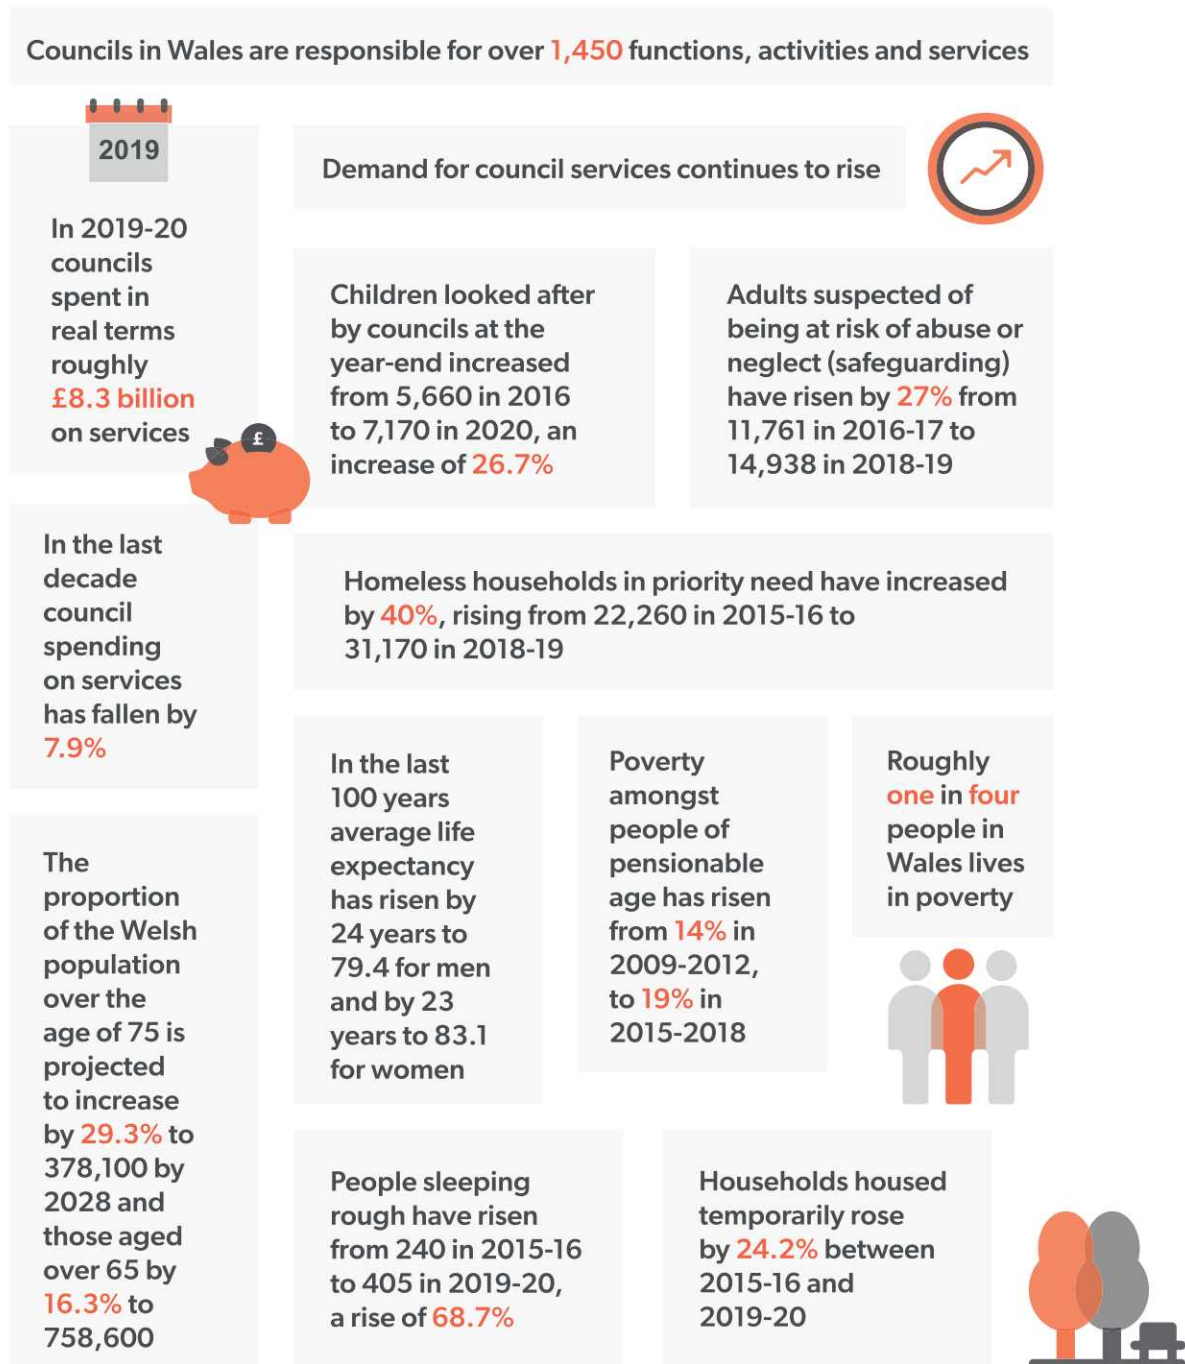 Councils in Wales are responsible for over 1,450 functions, activities and services
2019
In 2019-20
councils
spent in
real terms
roughly
£8.3 billion
on services
£
In the last
decade
council
spending
on services
has fallen by
7.9%
The
proportion
of the Welsh
population
over the
age of 75 is
projected
to increase
by 29.3% to
378,100 by
2028 and
those aged
over 65 by
16.3% to
758,600
Demand for council services continues to rise
Children looked after
by councils at the
year-end increased
from 5,660 in 2016
to 7,170 in 2020, an
increase of 26.7%
Adults suspected of
being at risk of abuse or
neglect (safeguarding)
have risen by 27% from
11,761 in 2016-17 to
14,938 in 2018-19
Homeless households in priority need have increased
by 40%, rising from 22,260 in 2015-16 to
31,170 in 2018-19
In the last
100 years
average life
expectancy
has risen by
24 years to
79.4 for men
and by 23
years to 83.1
for women
Poverty
amongst
people of
pensionable
age has risen
from 14% in
2009-2012,
to 19% in
2015-2018
Roughly
one in four
people in
Wales lives
in poverty
People sleeping
rough have risen
from 240 in 2015-16
to 405 in 2019-20,
a rise of 68.7%
Households housed
temporarily rose
by 24.2% between
2015-16 and
2019-20